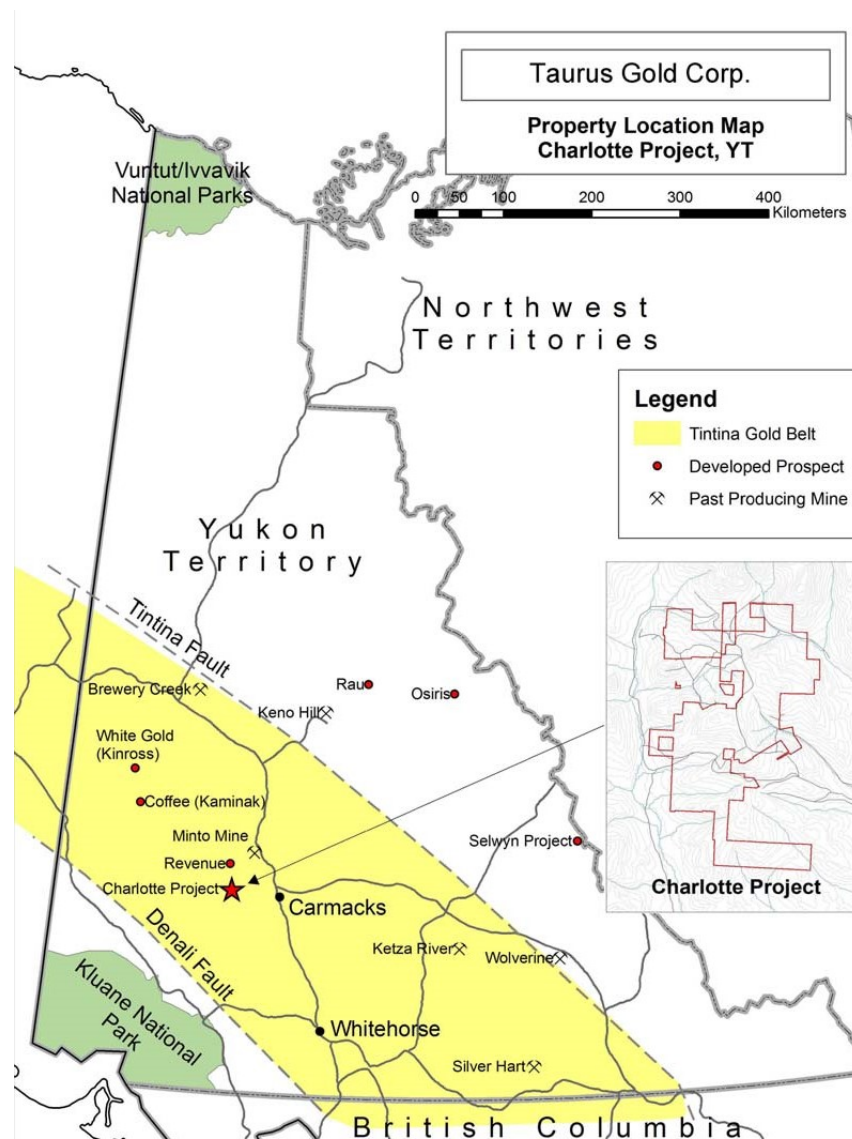 Taurus Gold Corp.
Property Location Map
Charlotte Project, YT
0 50 100 200 300 400
Kilometers
Vuntut/Ivvavik
National Parks
Northwest
Territories
Legend
Tintina Gold Belt
Developed Prospect
Past Producing Mine
Yukon
Territory
Tintina Fault
Brewery Creek
Rau
Osiris
Keno Hill
White Gold
(Kinross)
Coffee (Kaminak)
Minto Mine
Revenue
Charlotte Project
Selwyn Project
Charlotte Project
Carmacks
Denali Fault
Ketza River
Wolverine
Kluane National
Park
Whitehorse
Silver Hart
British Columbia